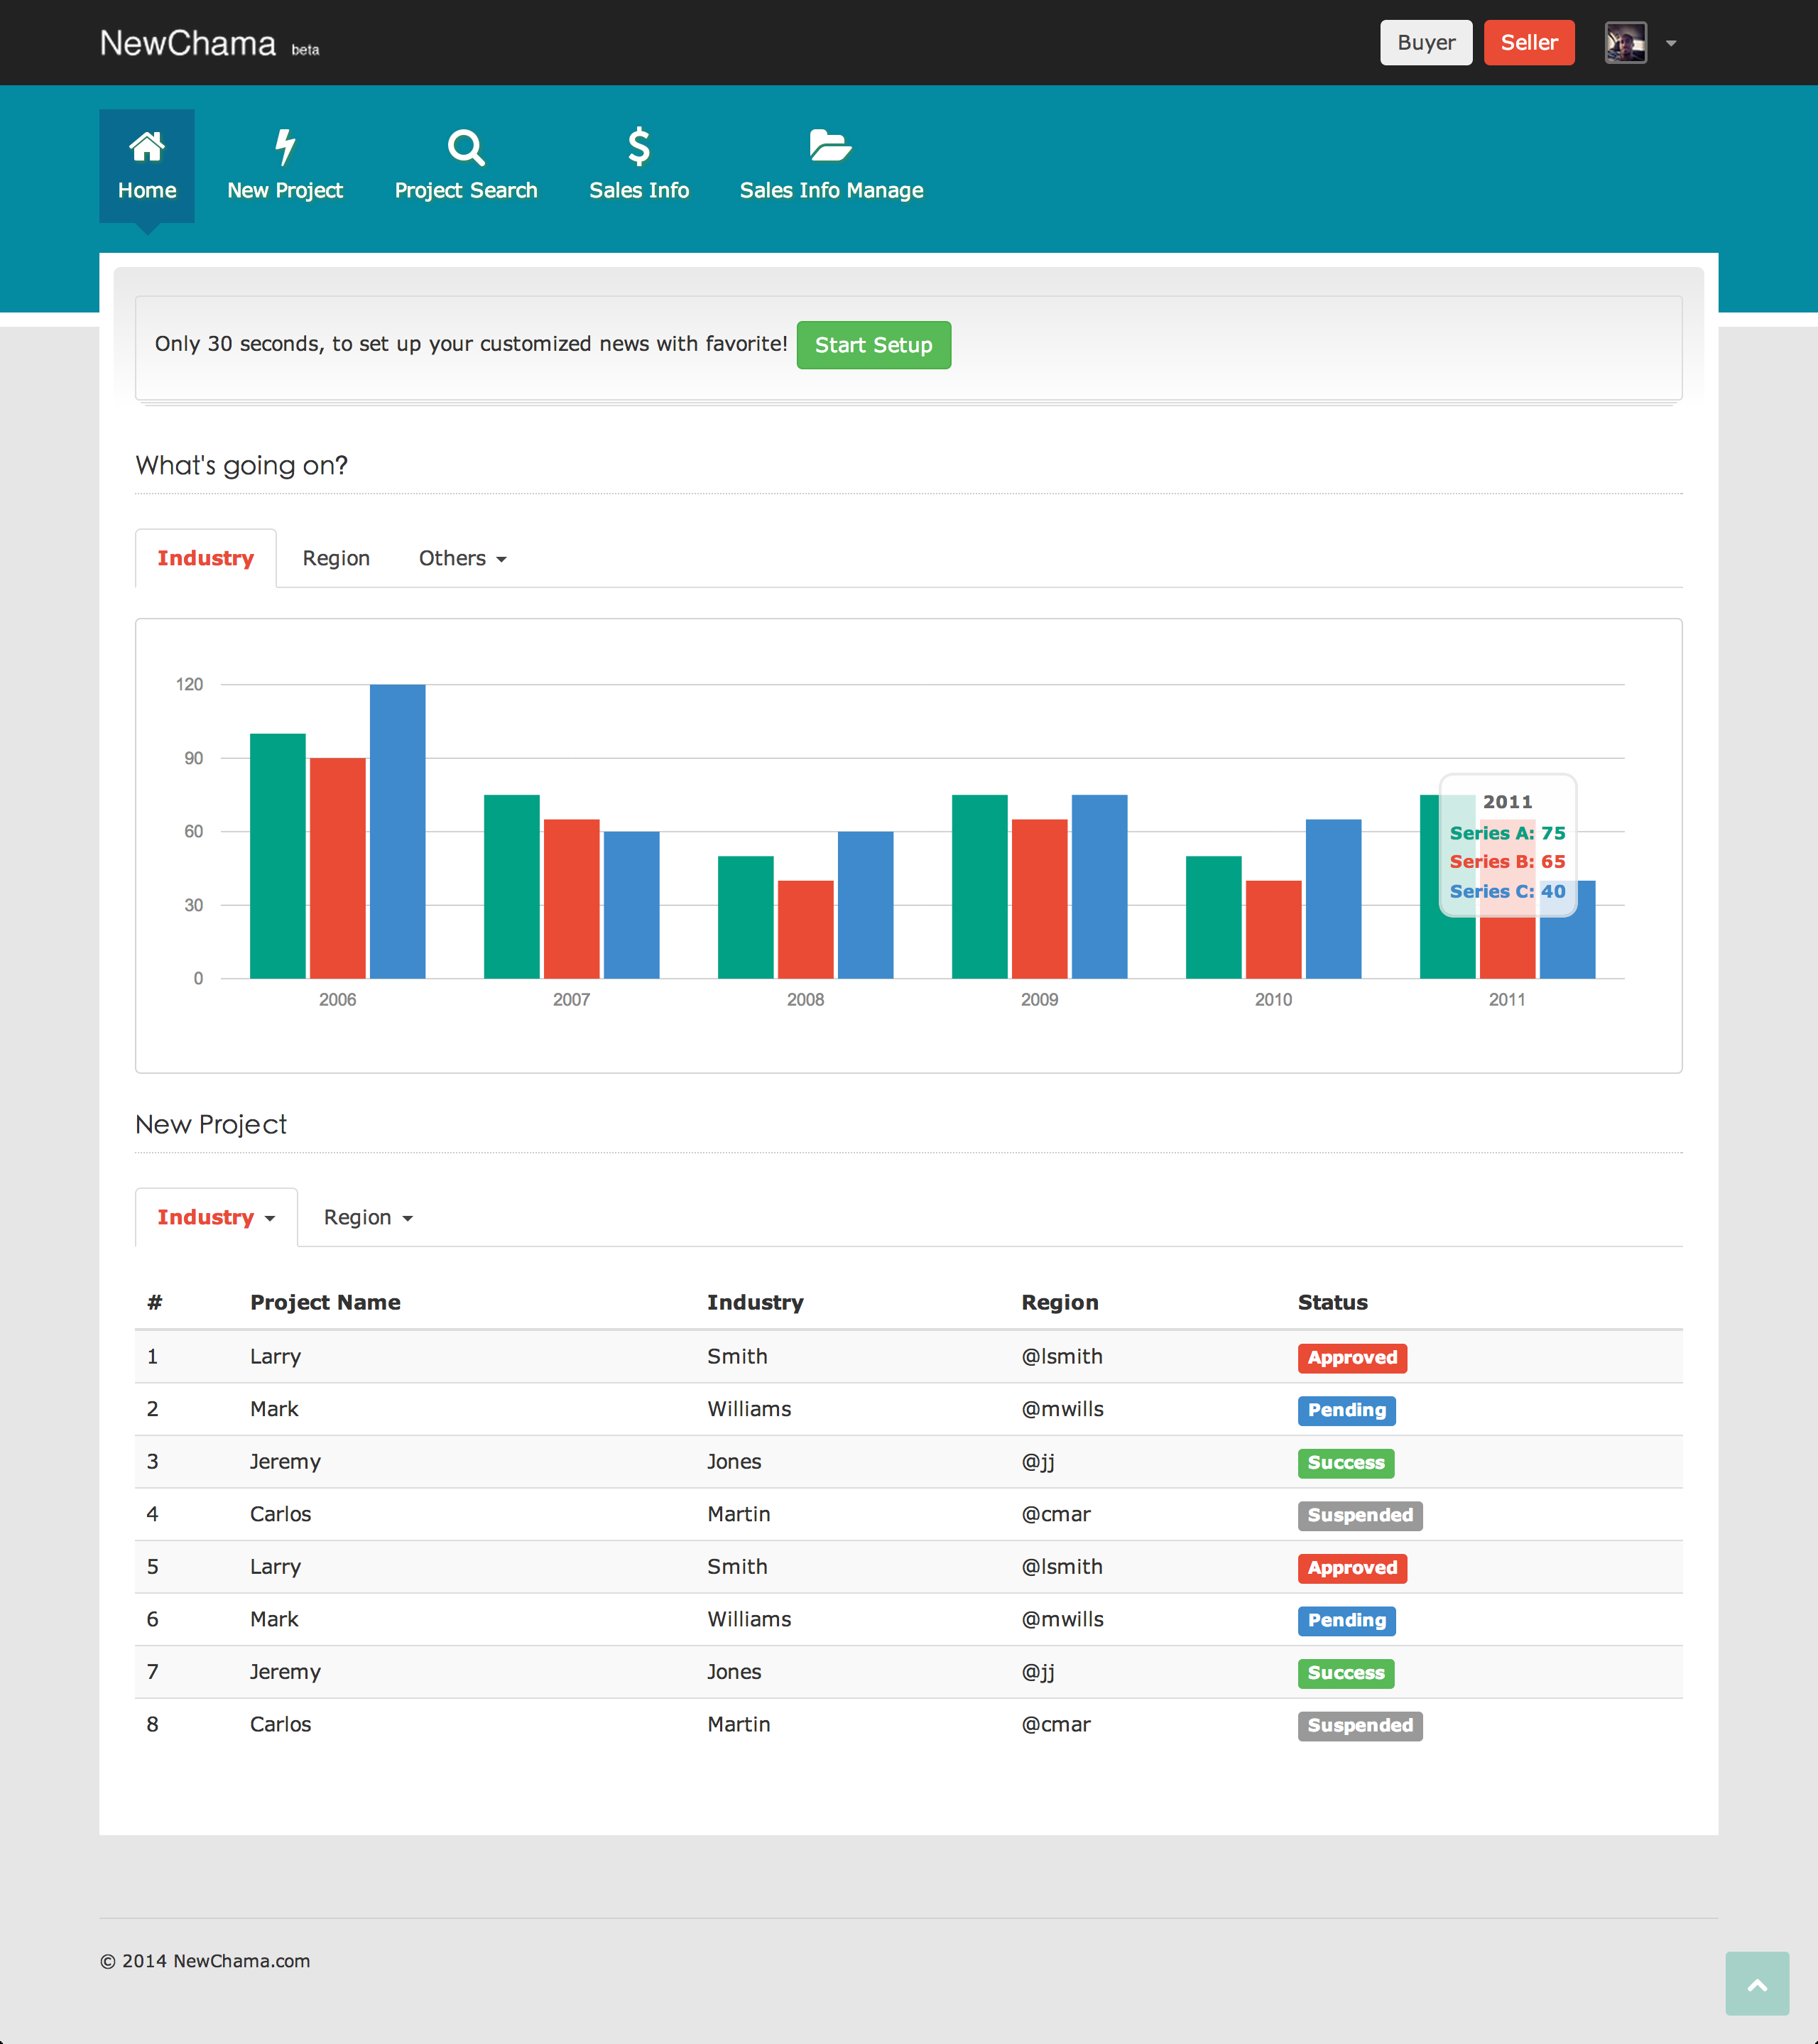 NewChama beta
Buyer Seller
Home New Project Project Search Sales Info Sales Info Manage
Only 30 seconds, to set up your customized news with favorite! Start Setup
What's going on?
Industry Region Others
120
90
60
30
0
2011
Series A: 75
Series B: 65
Series C: 40
2006 2007 2008 2009 2010 2011
New Project
Industry Region
# Project Name Industry Region Status
1 Larry Smith @lsmith Approved
2 Mark Williams @mwills Pending
3 Jeremy Jones @jj Success
4 Carlos Martin @cmar Suspended
5 Larry Smith @lsmith Approved
6 Mark Williams @mwills Pending
7 Jeremy Jones @jj Success
8 Carlos Martin @cmar Suspended
© 2014 NewChama.com